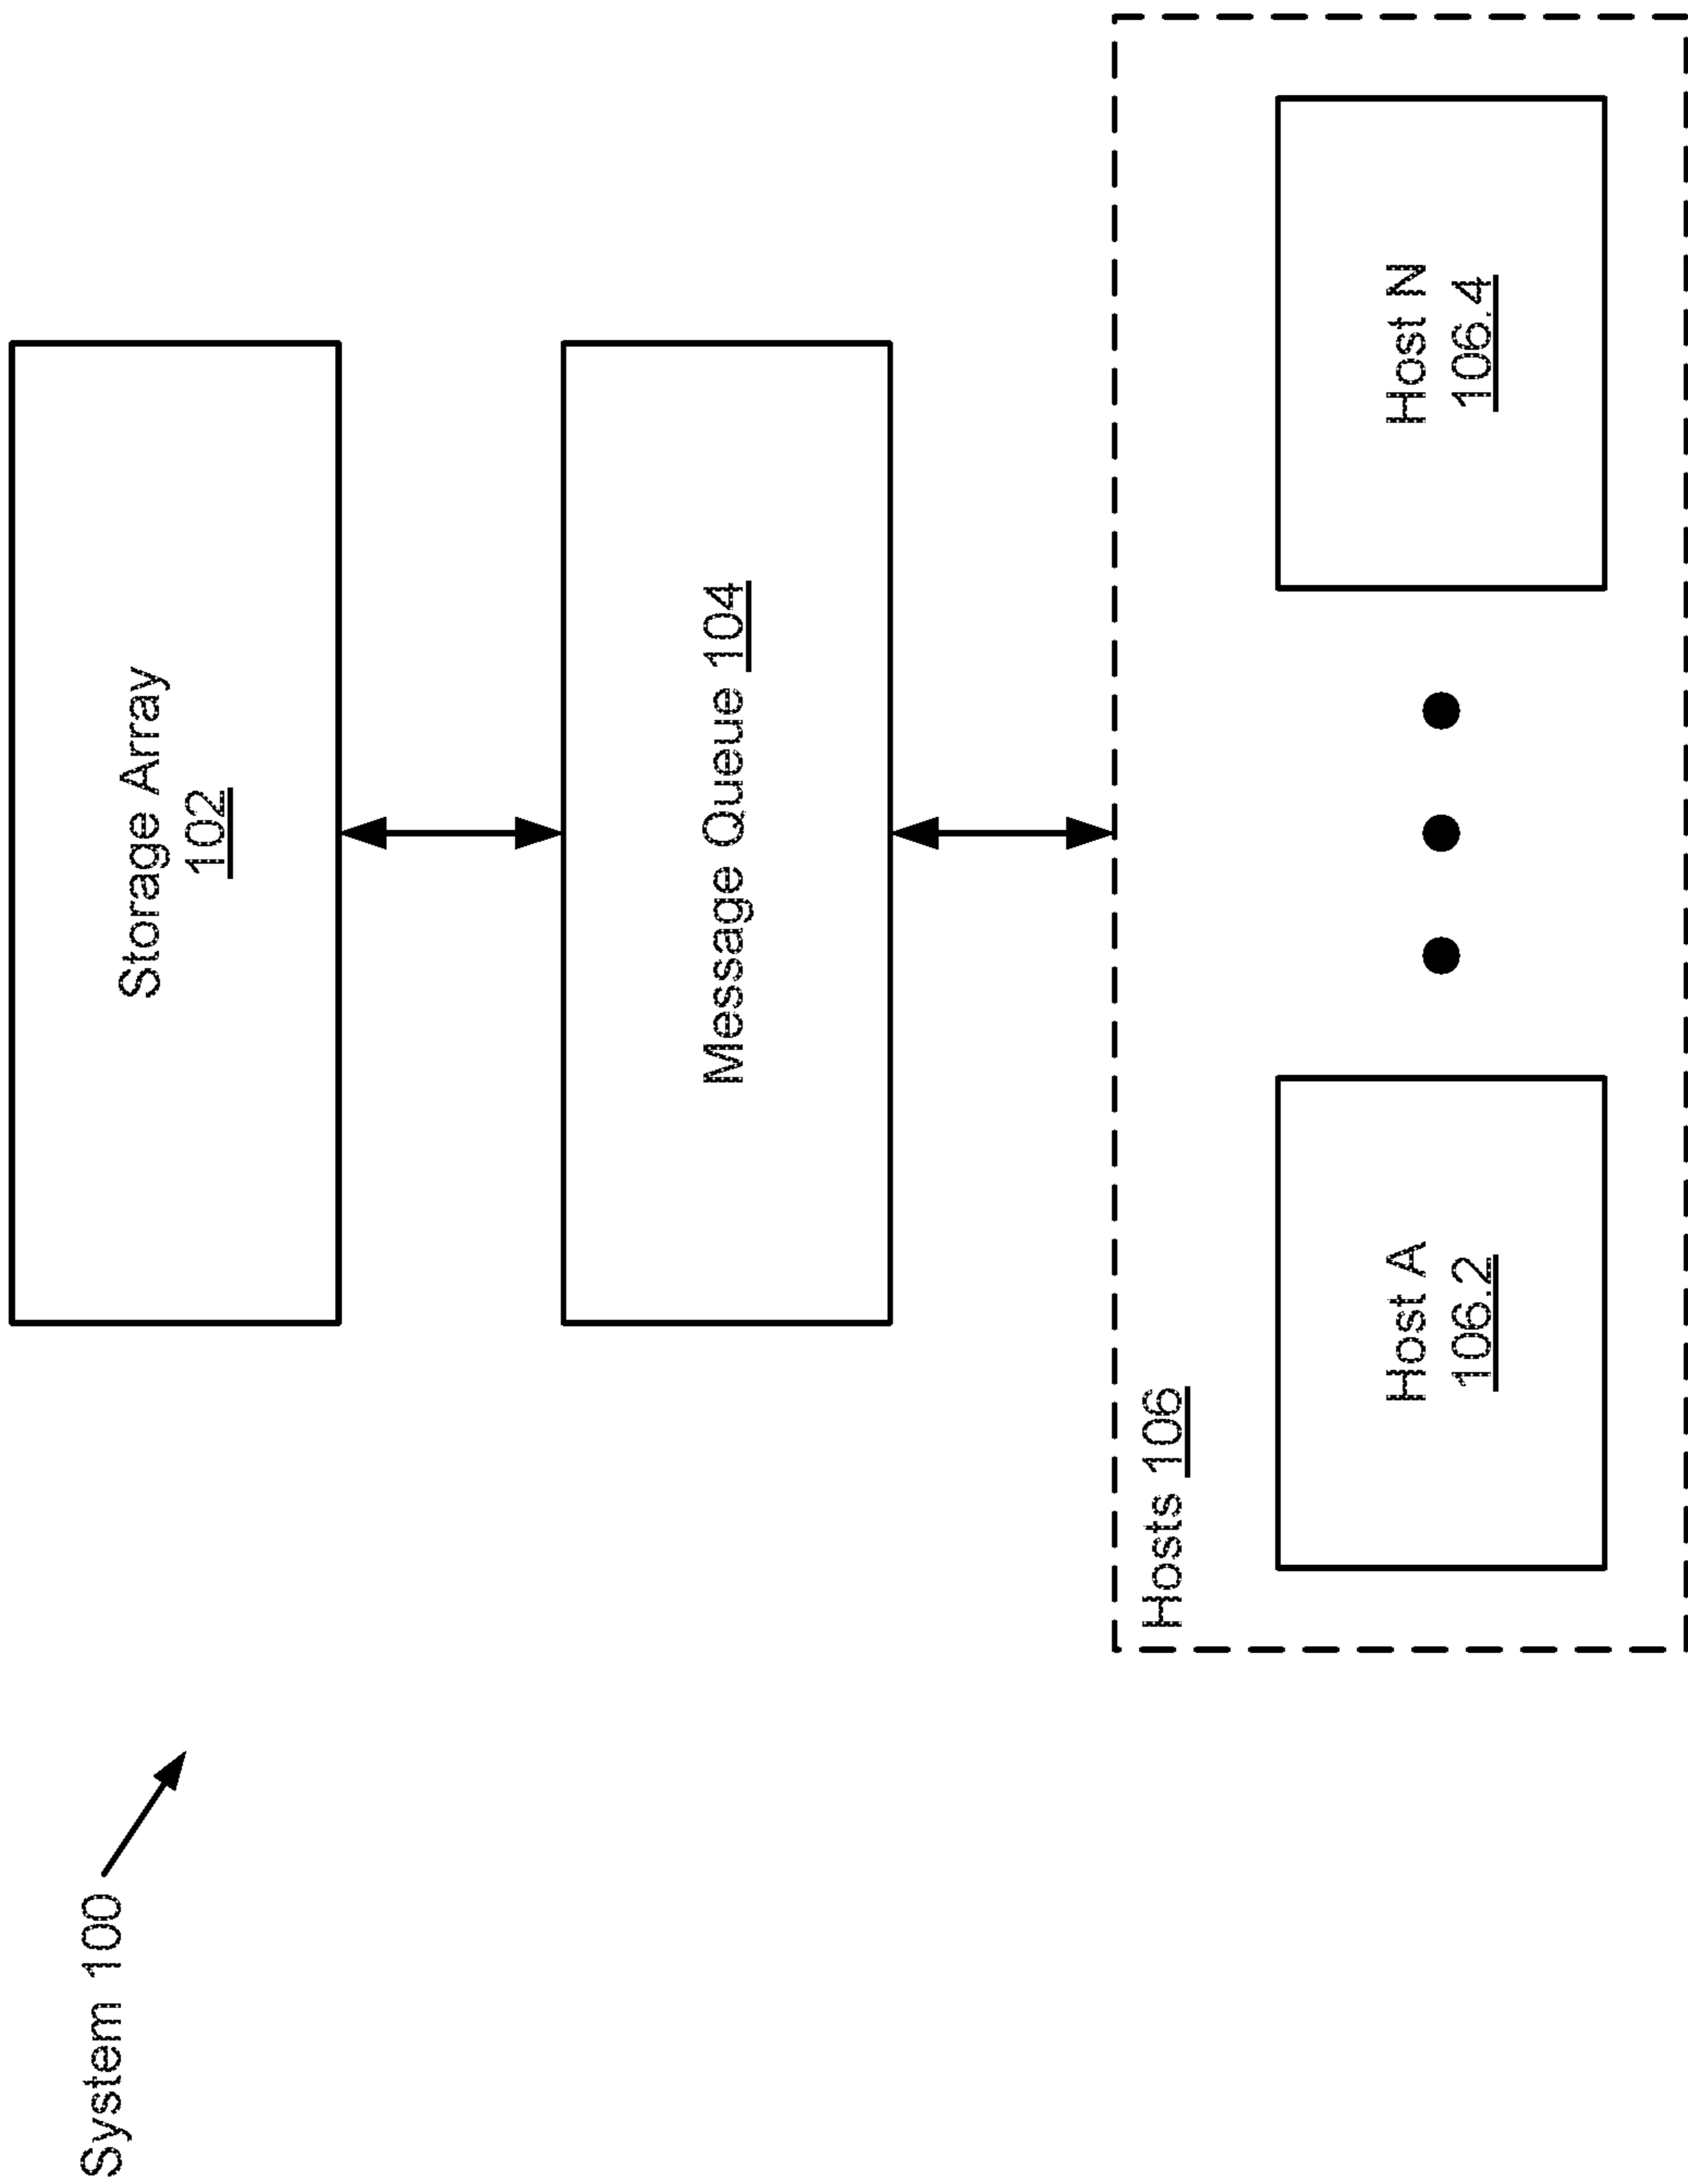 System 100
Storage Array
102
Message Queue 104
Hosts 106
Host A
106.2
Host N
106.4